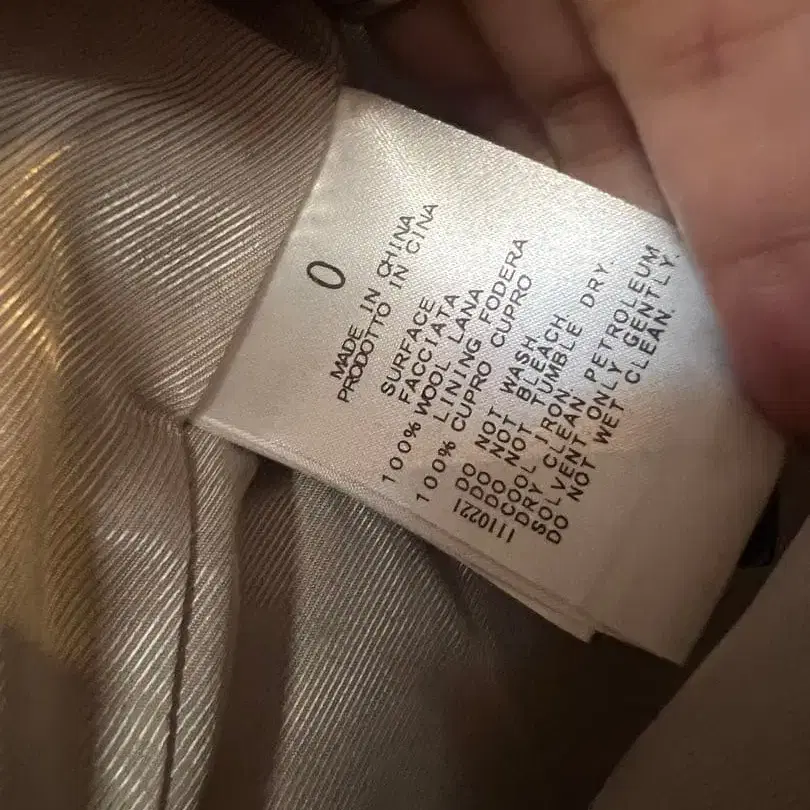 0
MADE IN CHINA
PRODOTTO IN CINA
SURFACE
FACCIATA
100% WOOL LANA
LINING FODERA
100% CUPRO CUPRO
DO NOT WASH
DO NOT BLEACH
DO NOT TUMBLE DRY.
COOL IRON
DRY CLEAN PETROLEUM
SOLVENT ONLY GENTLY.
DO NOT WET CLEAN.
1110221